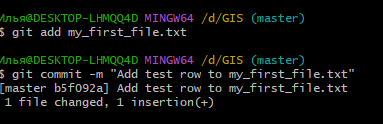 Илья@DESKTOP-LHMQQ4D MINGW64 /d/GIS (master)
$ git add my_first_file.txt
Илья@DESKTOP-LHMQQ4D MINGW64 /d/GIS (master)
$ git commit -m "Add test row to my_first_file.txt"
[master b5f092a] Add test row to my_first_file.txt
1 file changed, 1 insertion(+)